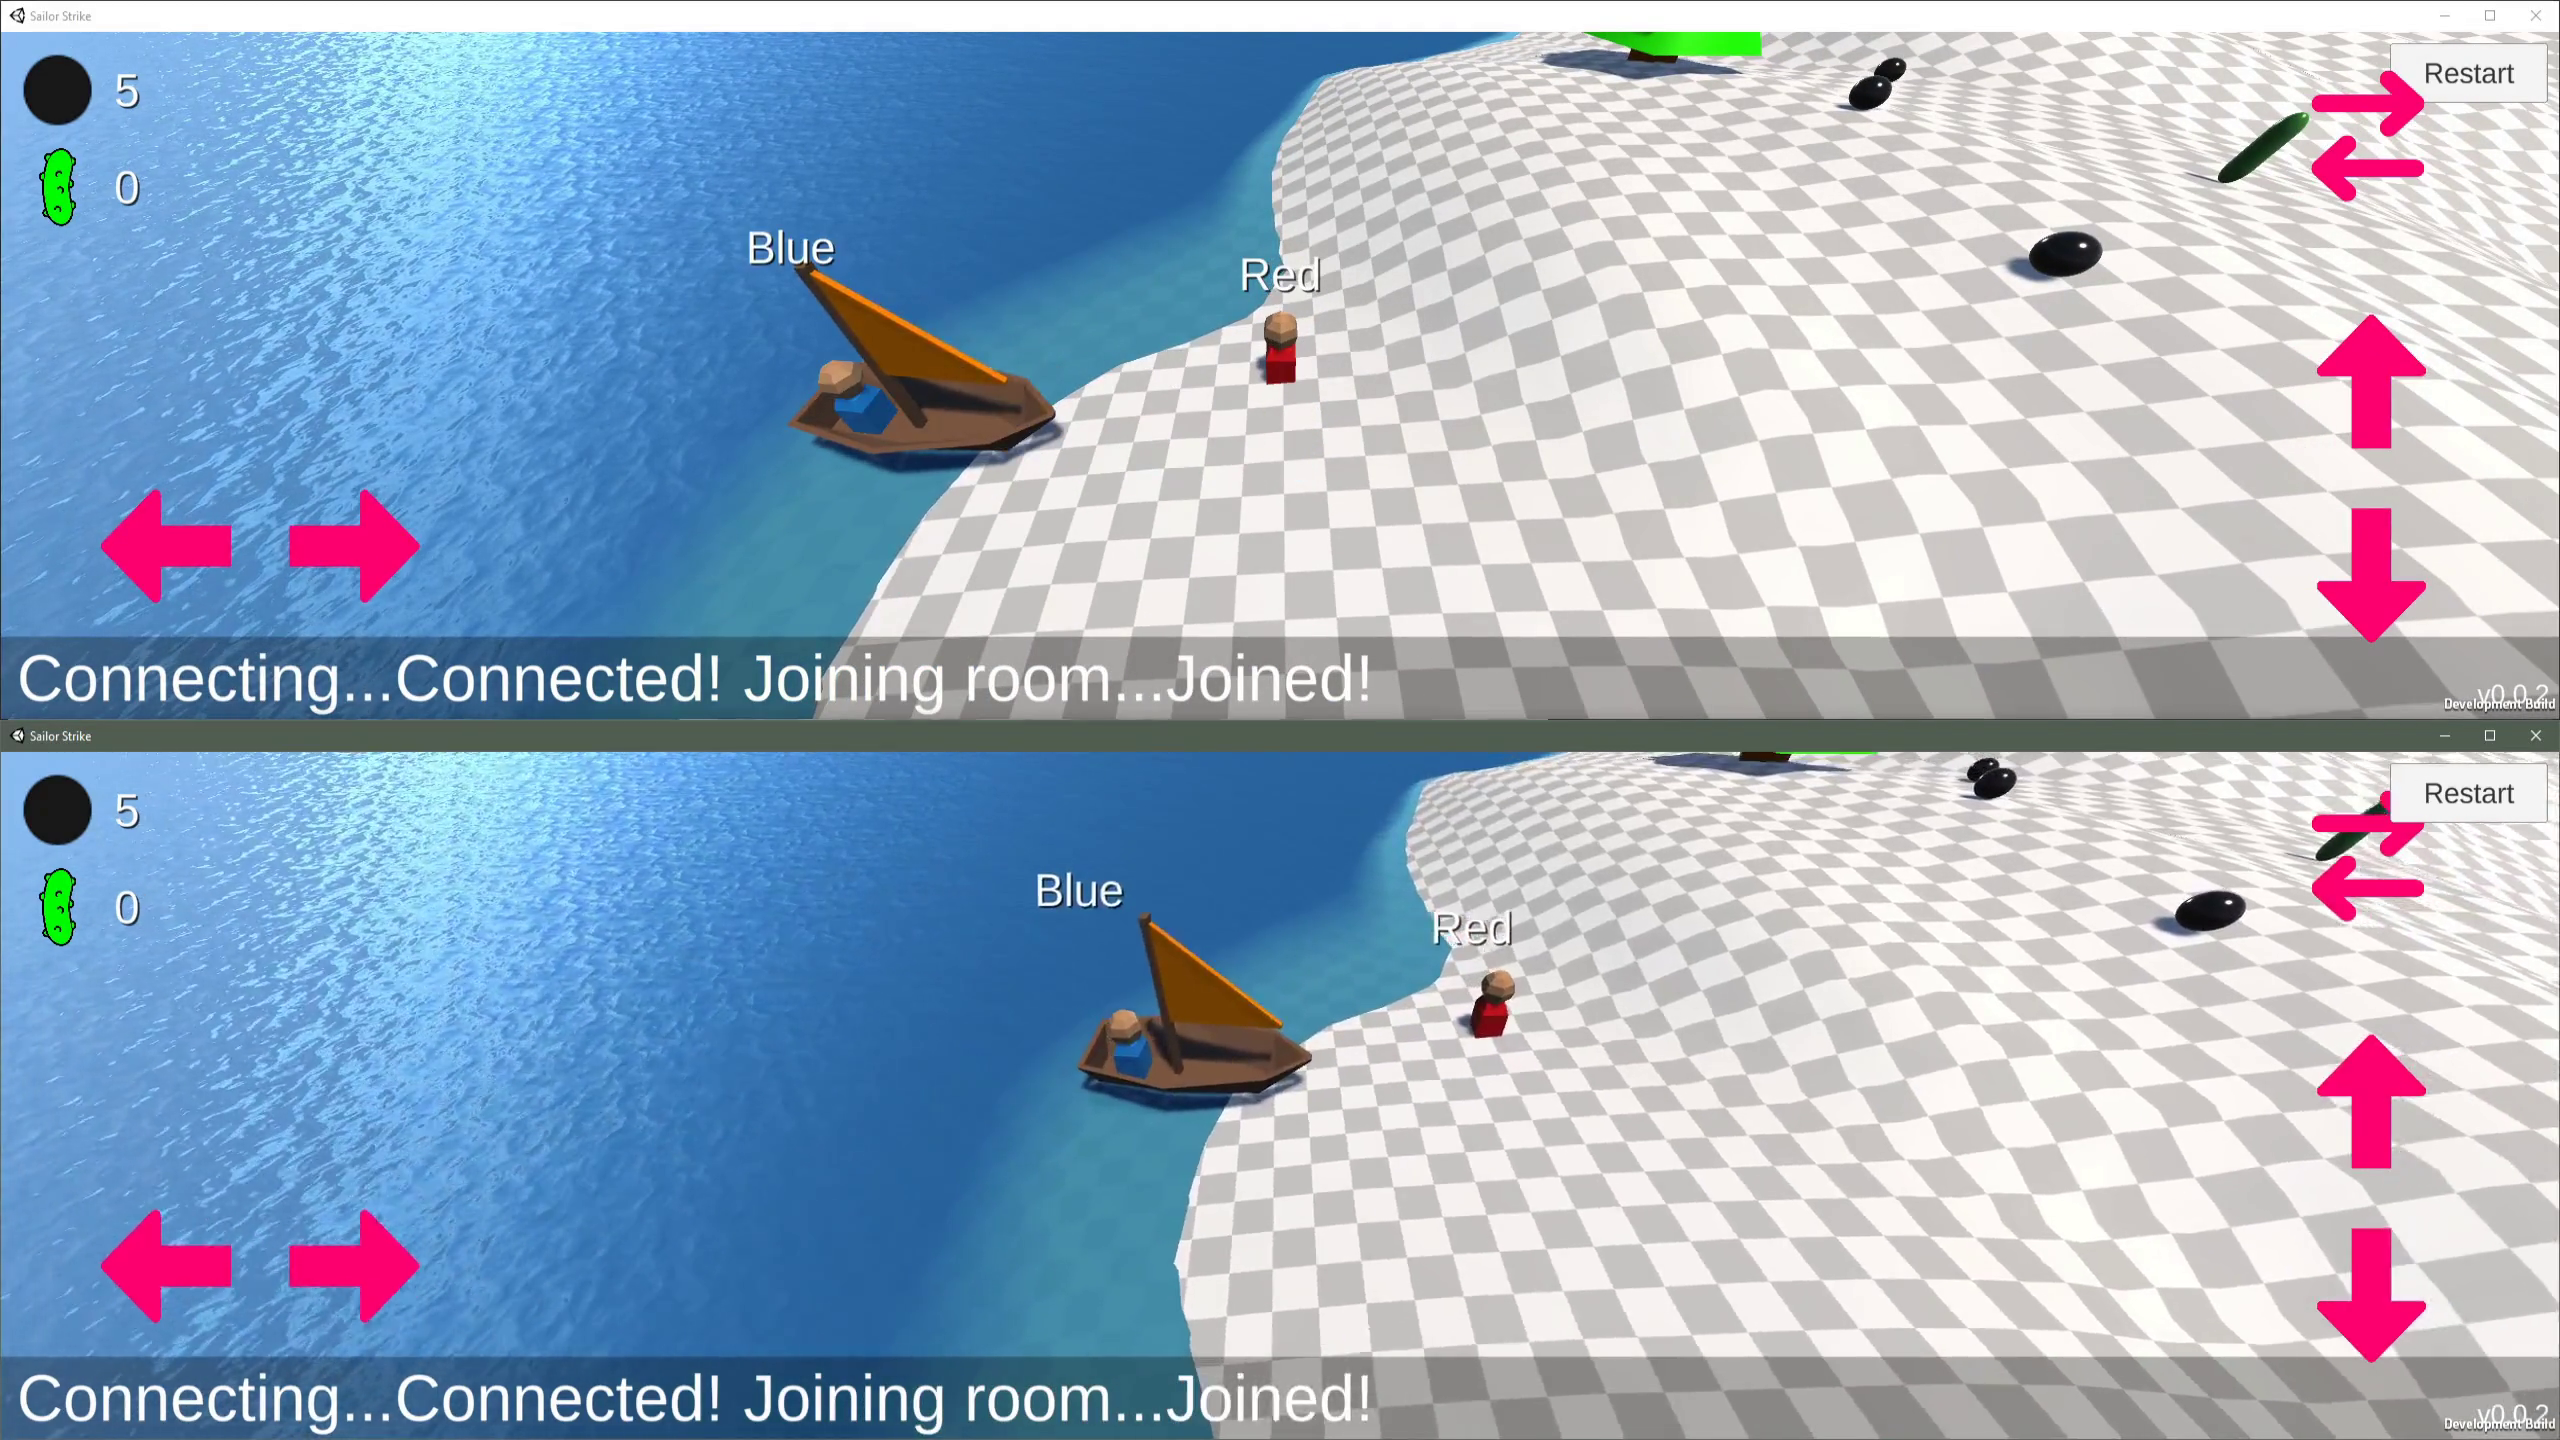 Sailor Strike
5
Restart
0
Blue
Red
Connecting...Connected! Joining room...Joined!
v0.0.2
Development Build
Sailor Strike
5
Restart
0
Blue
Red
Connecting...Connected! Joining room...Joined!
v0.0.2
Development Build